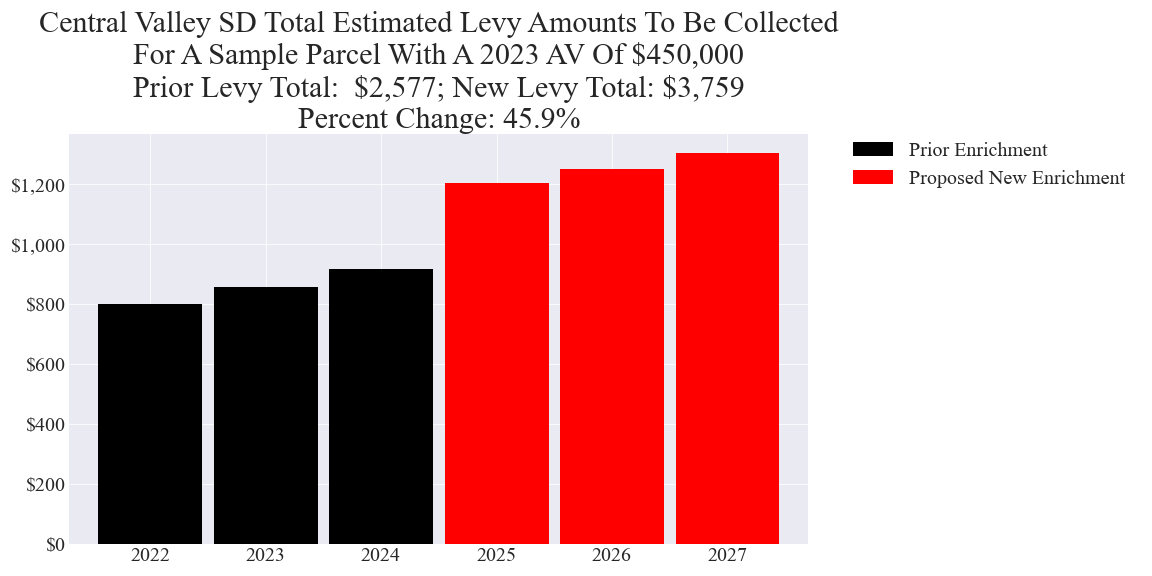 Central Valley SD Total Estimated Levy Amounts To Be Collected
For A Sample Parcel With A 2023 AV Of $450,000
Prior Levy Total:  $2,577; New Levy Total: $3,759
Percent Change: 45.9%
Prior Enrichment
Proposed New Enrichment
$1,200
$1,000
$800
$600
$400
$200
$0
2022 2023 2024 2025 2026 2027